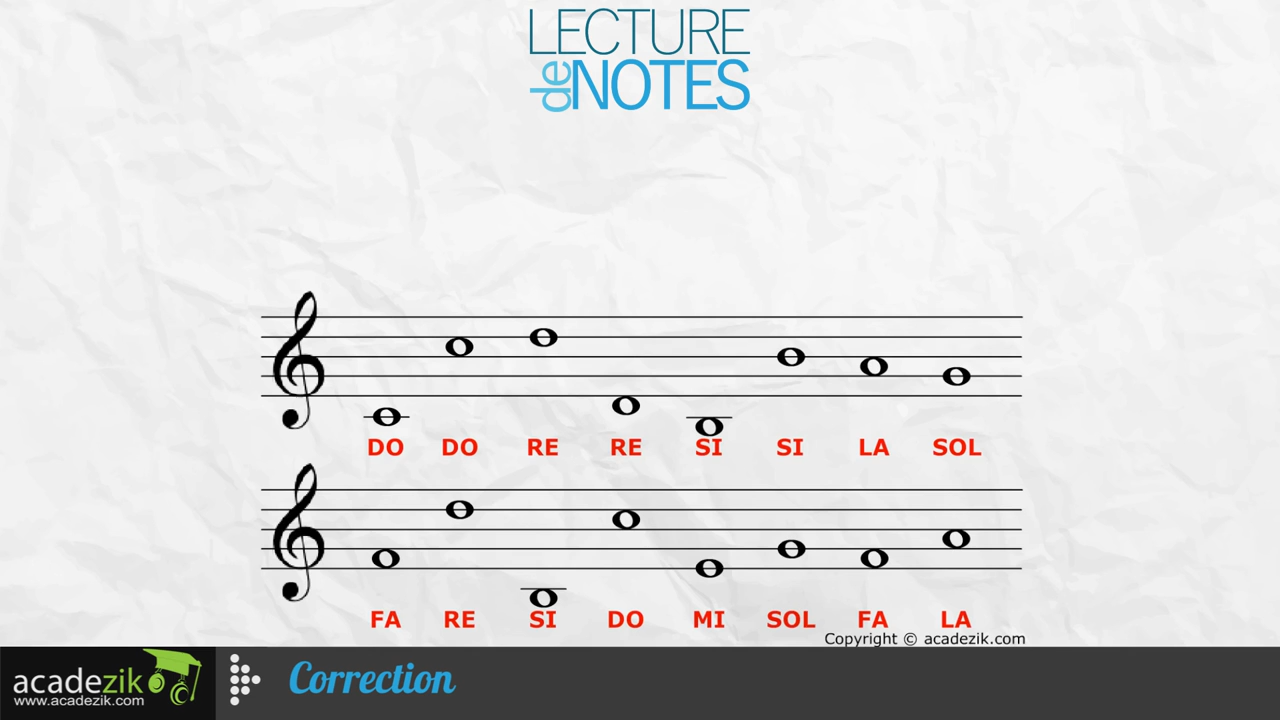 LECTURE
de NOTES
DO DO RE RE SI SI LA SOL
FA RE SI DO MI SOL FA LA
Copyright © acadezik.com
acadezik
www.acadezik.com
Correction